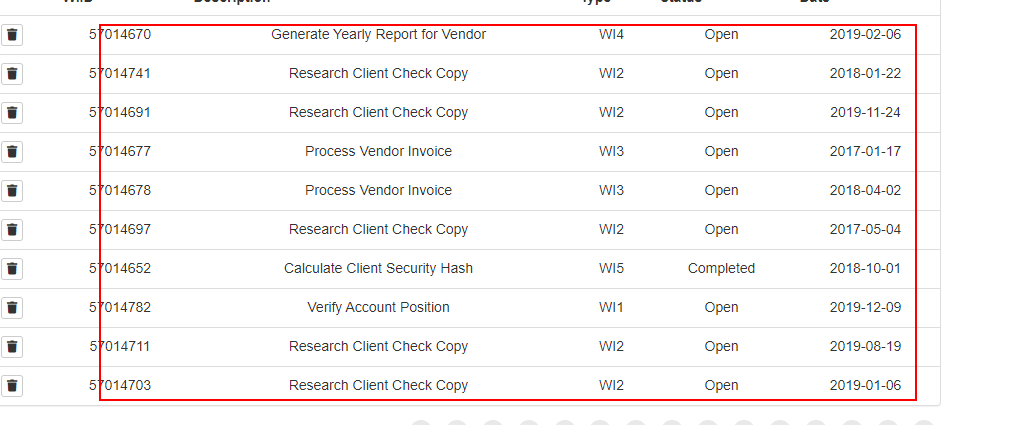 WIID Description Type Status Date
57014670 Generate Yearly Report for Vendor WI4 Open 2019-02-06
57014741 Research Client Check Copy WI2 Open 2018-01-22
57014691 Research Client Check Copy WI2 Open 2019-11-24
57014677 Process Vendor Invoice WI3 Open 2017-01-17
57014678 Process Vendor Invoice WI3 Open 2018-04-02
57014697 Research Client Check Copy WI2 Open 2017-05-04
57014652 Calculate Client Security Hash WI5 Completed 2018-10-01
57014782 Verify Account Position WI1 Open 2019-12-09
57014711 Research Client Check Copy WI2 Open 2019-08-19
57014703 Research Client Check Copy WI2 Open 2019-01-06